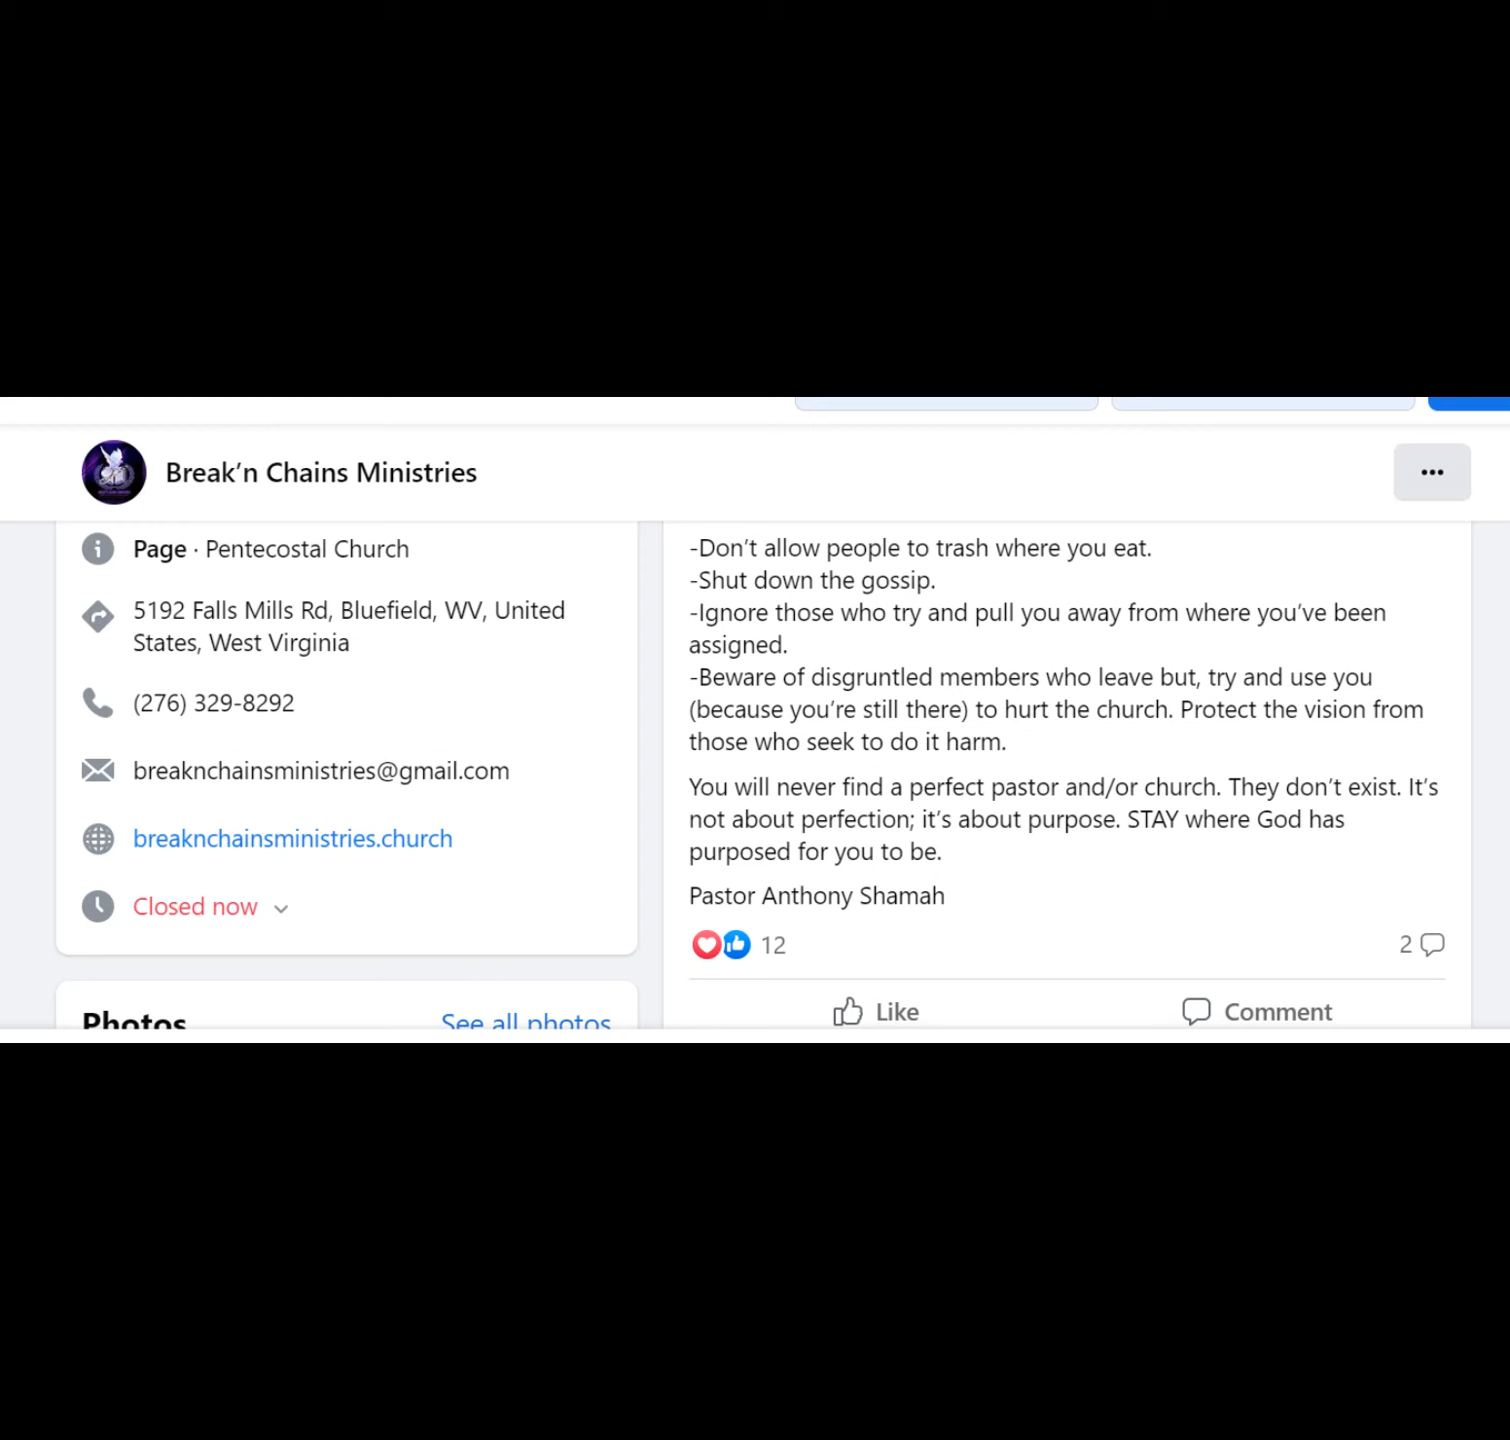 Break’n Chains Ministries
Page · Pentecostal Church
5192 Falls Mills Rd, Bluefield, WV, United
States, West Virginia
(276) 329-8292
breaknchainsministries@gmail.com
breaknchainsministries.church
Closed now
Photos
See all photos
-Don’t allow people to trash where you eat.
-Shut down the gossip.
-Ignore those who try and pull you away from where you’ve been
assigned.
-Beware of disgruntled members who leave but, try and use you
(because you’re still there) to hurt the church. Protect the vision from
those who seek to do it harm.
You will never find a perfect pastor and/or church. They don’t exist. It’s
not about perfection; it’s about purpose. STAY where God has
purposed for you to be.
Pastor Anthony Shamah
12
2
Like
Comment